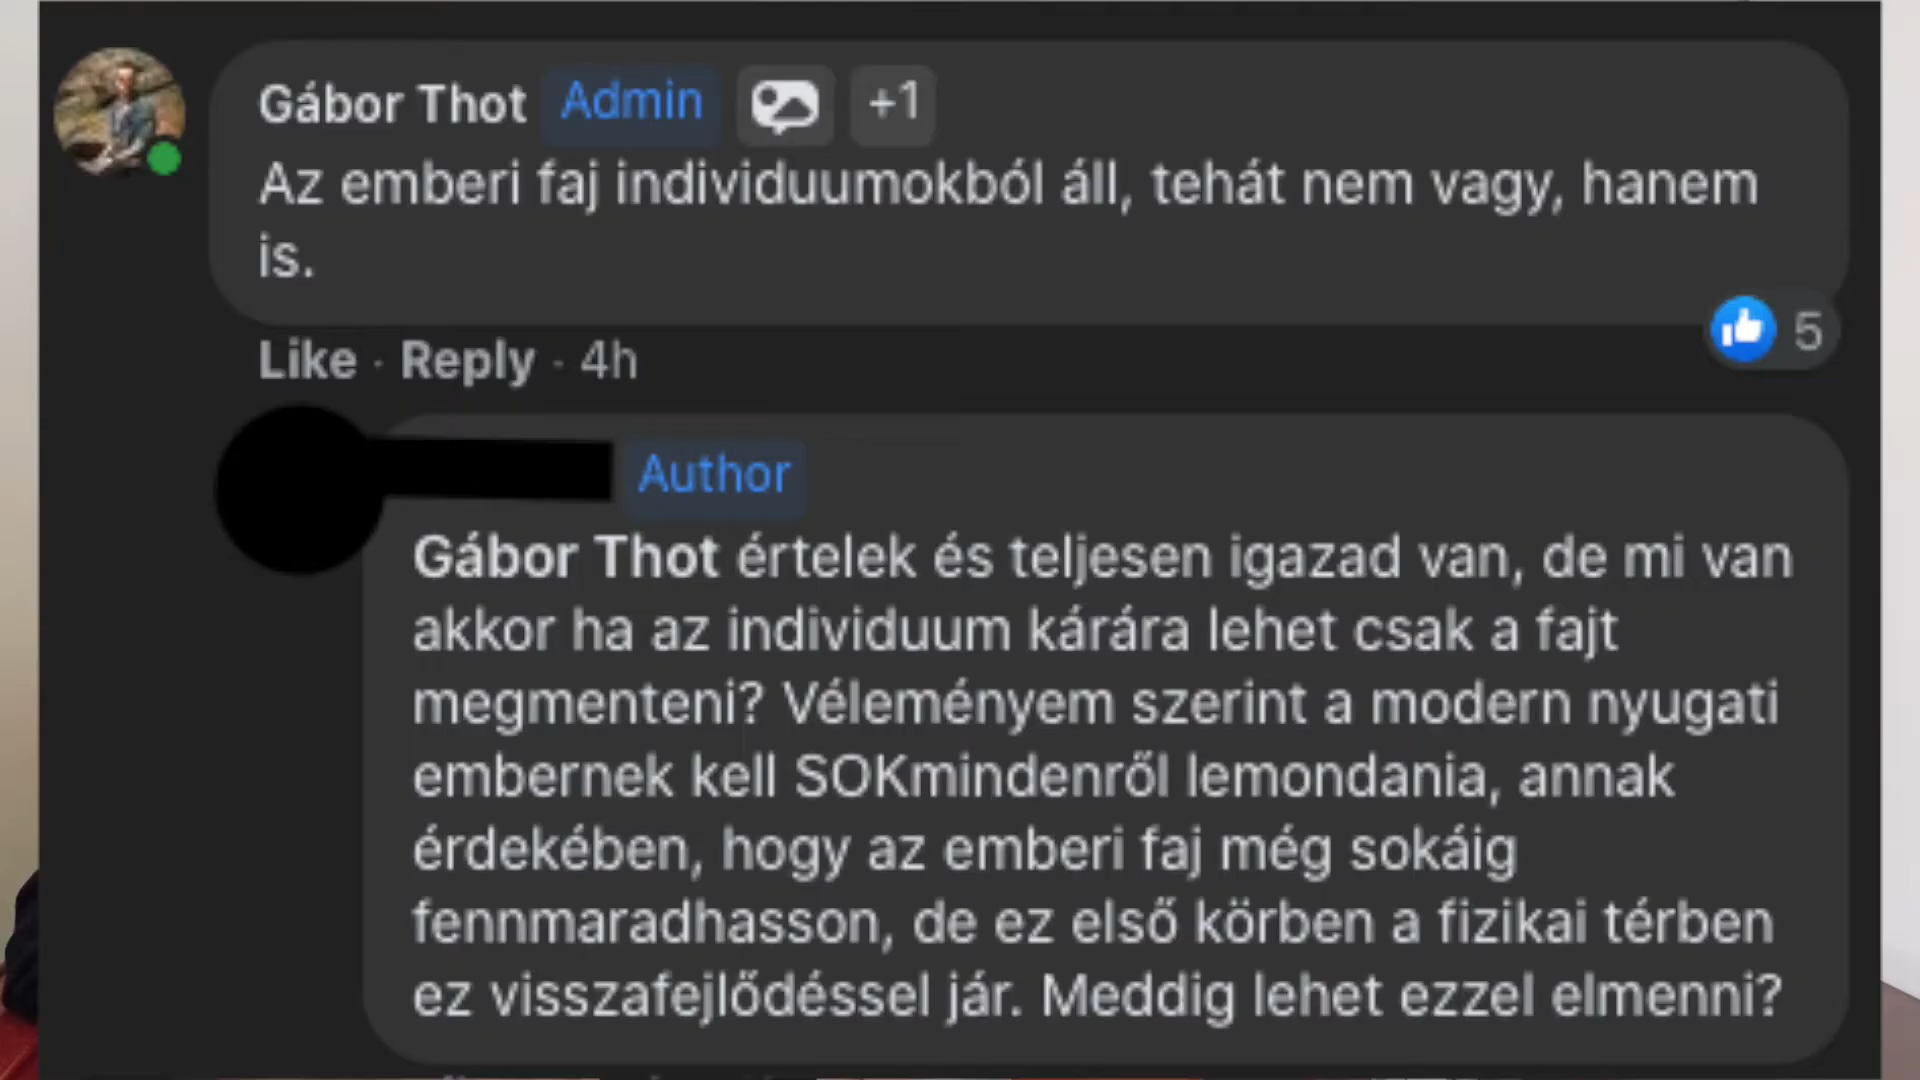 Gábor Thot Admin +1
Az emberi faj individuumokból áll, tehát nem vagy, hanem
is.
5
Like · Reply · 4h
Author
Gábor Thot értelek és teljesen igazad van, de mi van
akkor ha az individuum kárára lehet csak a fajt
megmenteni? Véleményem szerint a modern nyugati
embernek kell SOKmindenről lemondania, annak
érdekében, hogy az emberi faj még sokáig
fennmaradhasson, de ez első körben a fizikai térben
ez visszafejlődéssel jár. Meddig lehet ezzel elmenni?